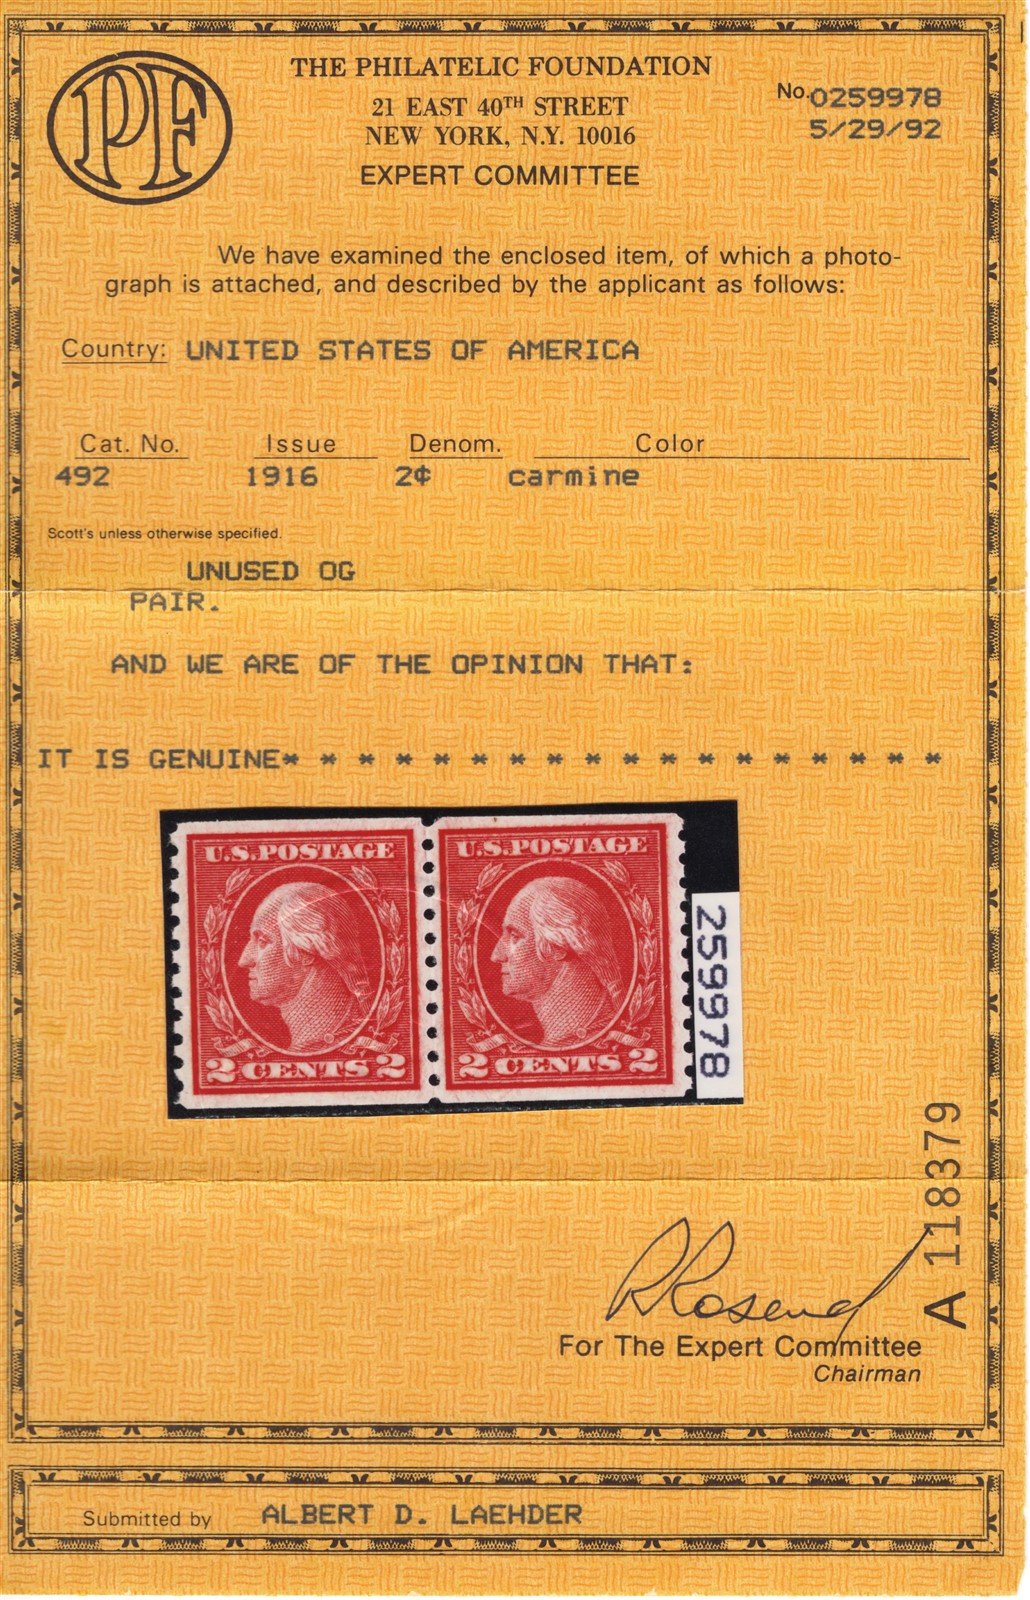 PF
THE PHILATELIC FOUNDATION
21 EAST 40TH STREET
NEW YORK, N.Y. 10016
EXPERT COMMITTEE
No. 0259978
5/29/92
We have examined the enclosed item, of which a photo-
graph is attached, and described by the applicant as follows:
Country: UNITED STATES OF AMERICA
Cat. No. Issue Denom. Color
492 1916 2¢ carmine
Scott's unless otherwise specified.
UNUSED OG
PAIR.
AND WE ARE OF THE OPINION THAT:
IT IS GENUINE* * * * * * * * * * * * * * * * * *
U.S.POSTAGE U.S.POSTAGE
2 CENTS 2 2 CENTS 2
259978
A 118379
For The Expert Committee
Chairman
Submitted by ALBERT D. LAEHDER